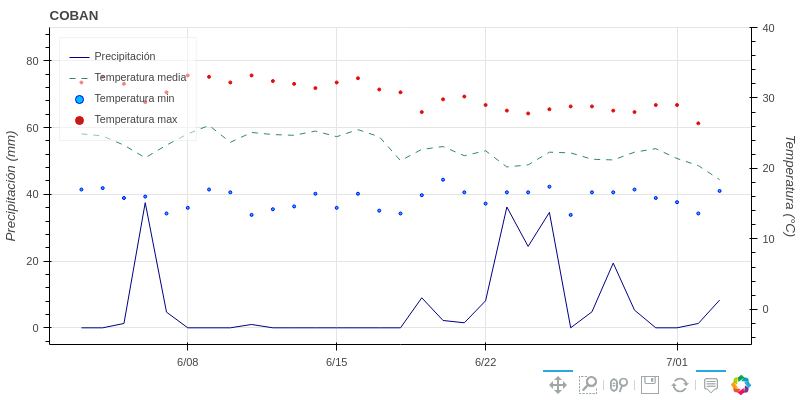 COBAN
Precipitación
Temperatura media
Temperatura min
Temperatura max
Precipitación (mm)
80
60
40
20
0
Temperatura (°C)
40
30
20
10
0
6/08
6/15
6/22
7/01